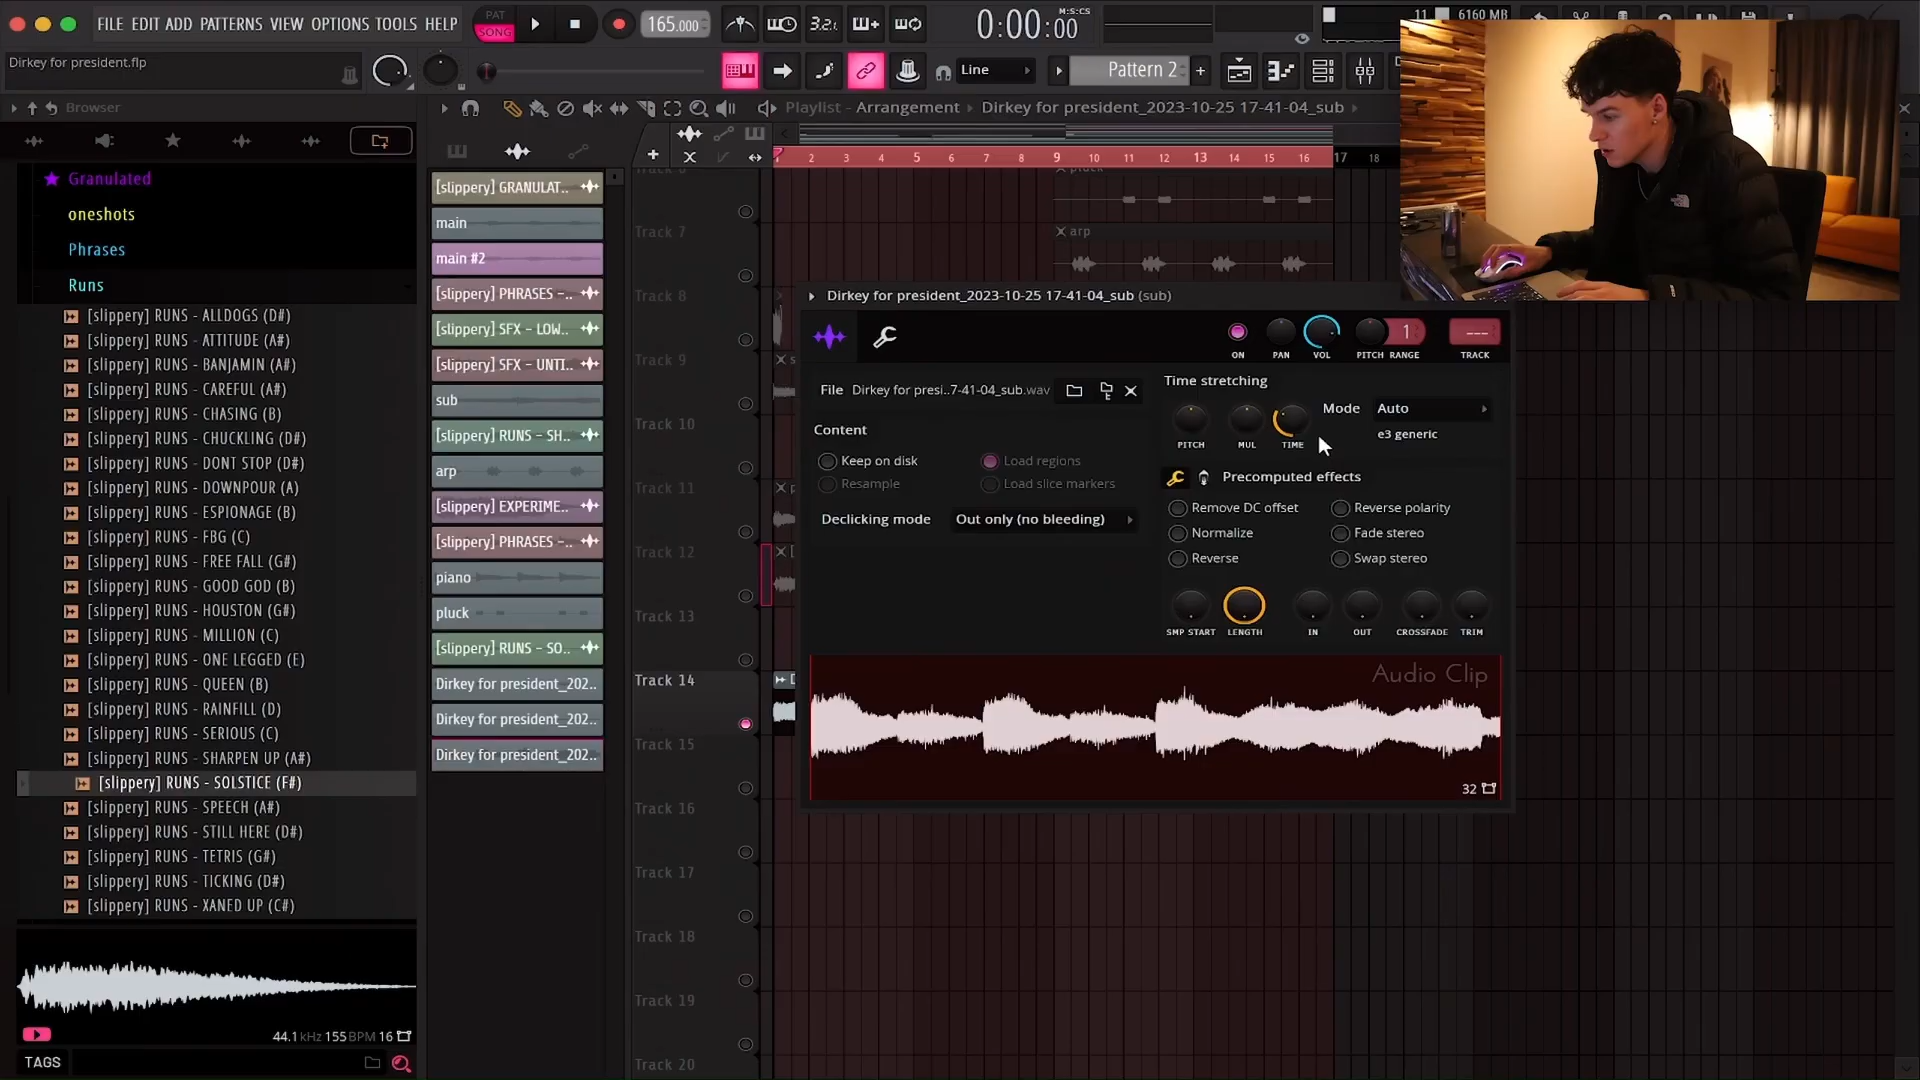 FILE EDIT ADD PATTERNS VIEW OPTIONS TOOLS HELP
PAT
SONG
165.000
3.2.
0:00:00
M:S:CS
11
6160 MB
Dirkey for president.flp
Line
Pattern 2
Browser
Playlist - Arrangement
Dirkey for president_2023-10-25 17-41-04_sub
2 3 4 5 6 7 8 9 10 11 12 13 14 15 16 17 18
Granulated
oneshots
Phrases
Runs
[slippery] RUNS - ALLDOGS (D#)
[slippery] RUNS - ATTITUDE (A#)
[slippery] RUNS - BANJAMIN (A#)
[slippery] RUNS - CAREFUL (A#)
[slippery] RUNS - CHASING (B)
[slippery] RUNS - CHUCKLING (D#)
[slippery] RUNS - DONT STOP (D#)
[slippery] RUNS - DOWNPOUR (A)
[slippery] RUNS - ESPIONAGE (B)
[slippery] RUNS - FBG (C)
[slippery] RUNS - FREE FALL (G#)
[slippery] RUNS - GOOD GOD (B)
[slippery] RUNS - HOUSTON (G#)
[slippery] RUNS - MILLION (C)
[slippery] RUNS - ONE LEGGED (E)
[slippery] RUNS - QUEEN (B)
[slippery] RUNS - RAINFILL (D)
[slippery] RUNS - SERIOUS (C)
[slippery] RUNS - SHARPEN UP (A#)
[slippery] RUNS - SOLSTICE (F#)
[slippery] RUNS - SPEECH (A#)
[slippery] RUNS - STILL HERE (D#)
[slippery] RUNS - TETRIS (G#)
[slippery] RUNS - TICKING (D#)
[slippery] RUNS - XANED UP (C#)
44.1 kHz 155 BPM 16
TAGS
[slippery] GRANULAT..
main
main #2
[slippery] PHRASES -..
[slippery] SFX - LOW..
[slippery] SFX - UNTI..
sub
[slippery] RUNS - SH..
arp
[slippery] EXPERIME..
[slippery] PHRASES -..
piano
pluck
[slippery] RUNS - SO..
Dirkey for president_202..
Dirkey for president_202..
Dirkey for president_202..
pluck
Track 7
arp
Track 8
Track 9
Track 10
Track 11
Track 12
Track 13
Track 14
Track 15
Track 16
Track 17
Track 18
Track 19
Track 20
Dirkey for president_2023-10-25 17-41-04_sub (sub)
1
ON PAN VOL PITCH RANGE TRACK
File Dirkey for presi..7-41-04_sub.wav
Content
Keep on disk
Load regions
Resample
Load slice markers
Declicking mode Out only (no bleeding)
Time stretching
PITCH MUL TIME
Mode Auto
e3 generic
Precomputed effects
Remove DC offset
Reverse polarity
Normalize
Fade stereo
Reverse
Swap stereo
SMP START LENGTH IN OUT CROSSFADE TRIM
Audio Clip
32